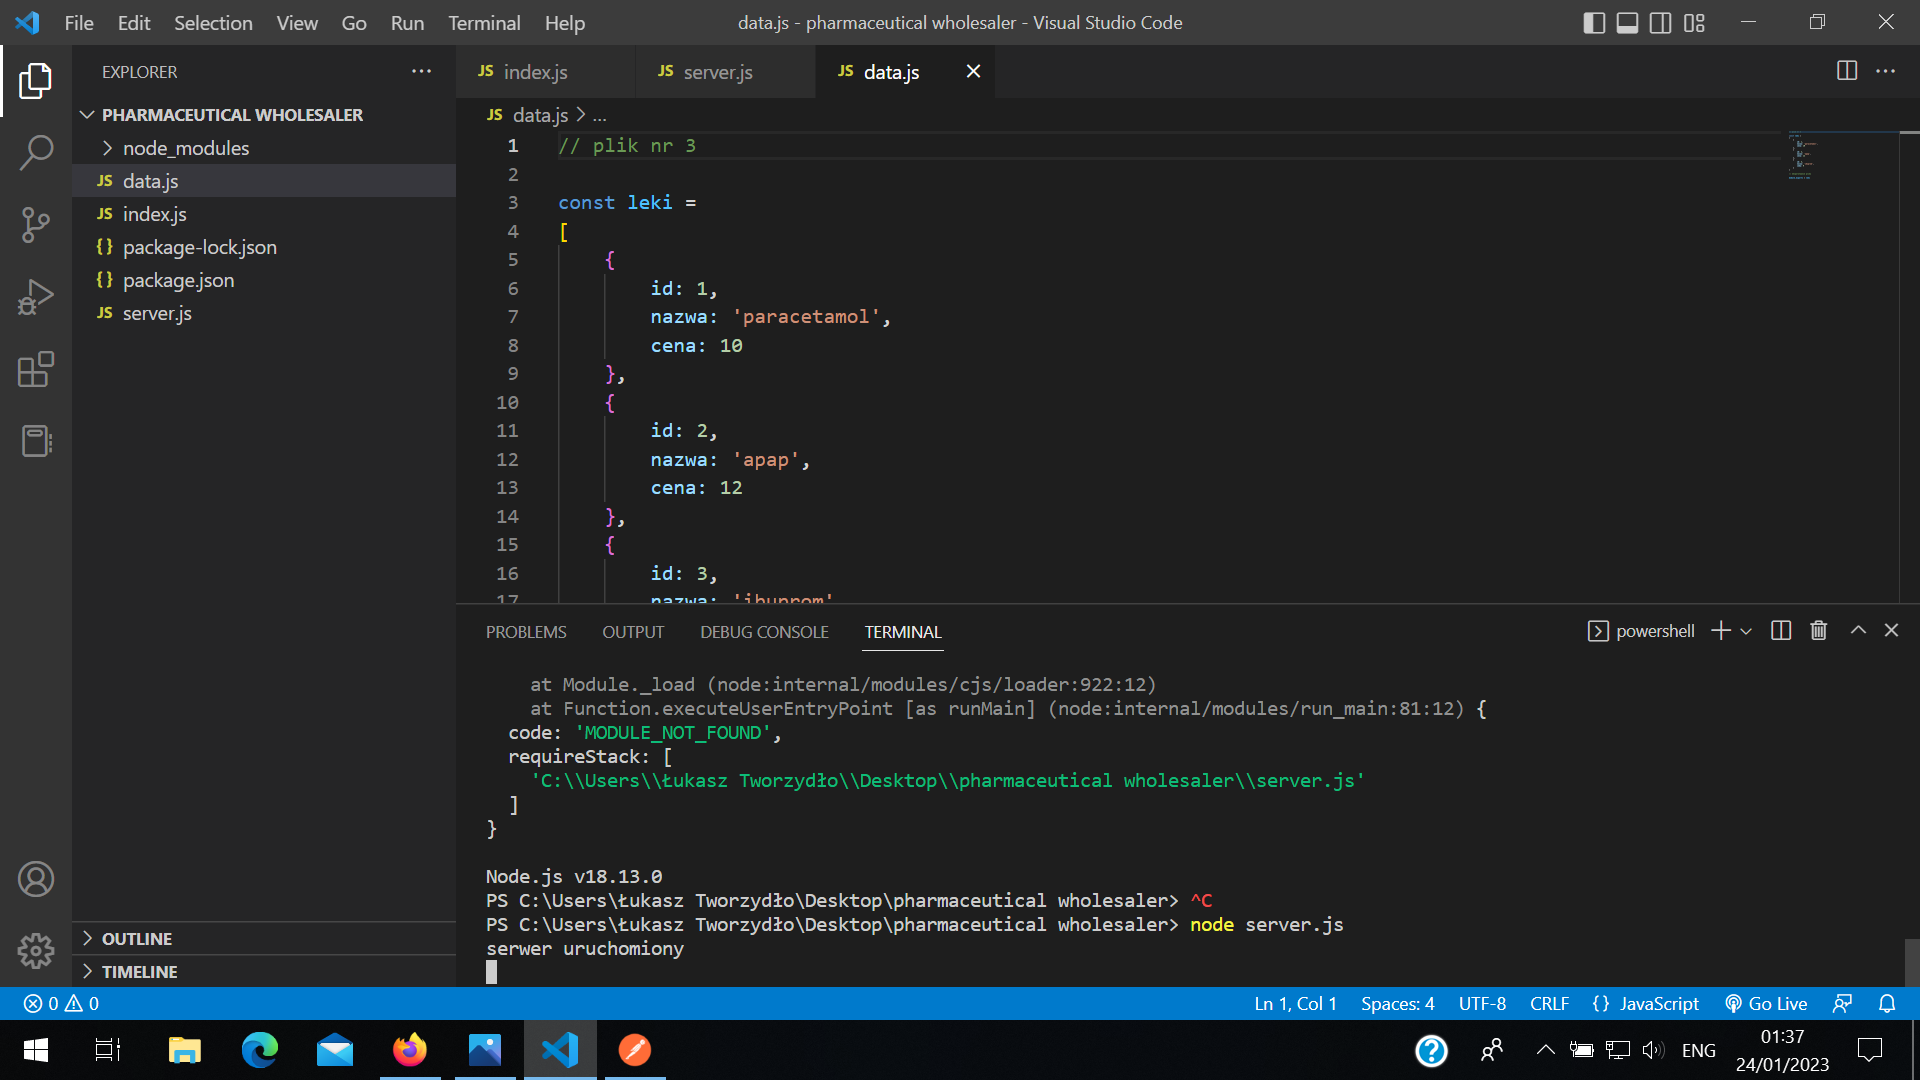 File Edit Selection View Go Run Terminal Help
data.js - pharmaceutical wholesaler - Visual Studio Code
EXPLORER
PHARMACEUTICAL WHOLESALER
node_modules
JS data.js
JS index.js
{} package-lock.json
{} package.json
JS server.js
OUTLINE
TIMELINE
JS index.js
JS server.js
JS data.js
JS data.js > ...
1 // plik nr 3
2
3 const leki =
4 [
5 {
6 id: 1,
7 nazwa: 'paracetamol',
8 cena: 10
9 },
10 {
11 id: 2,
12 nazwa: 'apap',
13 cena: 12
14 },
15 {
16 id: 3,
17 nazwa: 'ibuprom'
PROBLEMS OUTPUT DEBUG CONSOLE TERMINAL
powershell
at Module._load (node:internal/modules/cjs/loader:922:12)
at Function.executeUserEntryPoint [as runMain] (node:internal/modules/run_main:81:12) {
code: 'MODULE_NOT_FOUND',
requireStack: [
'C:\\Users\\Łukasz Tworzydło\\Desktop\\pharmaceutical wholesaler\\server.js'
]
}
Node.js v18.13.0
PS C:\Users\Łukasz Tworzydło\Desktop\pharmaceutical wholesaler> ^C
PS C:\Users\Łukasz Tworzydło\Desktop\pharmaceutical wholesaler> node server.js
serwer uruchomiony
0 0
Ln 1, Col 1 Spaces: 4 UTF-8 CRLF {} JavaScript Go Live
ENG
01:37
24/01/2023